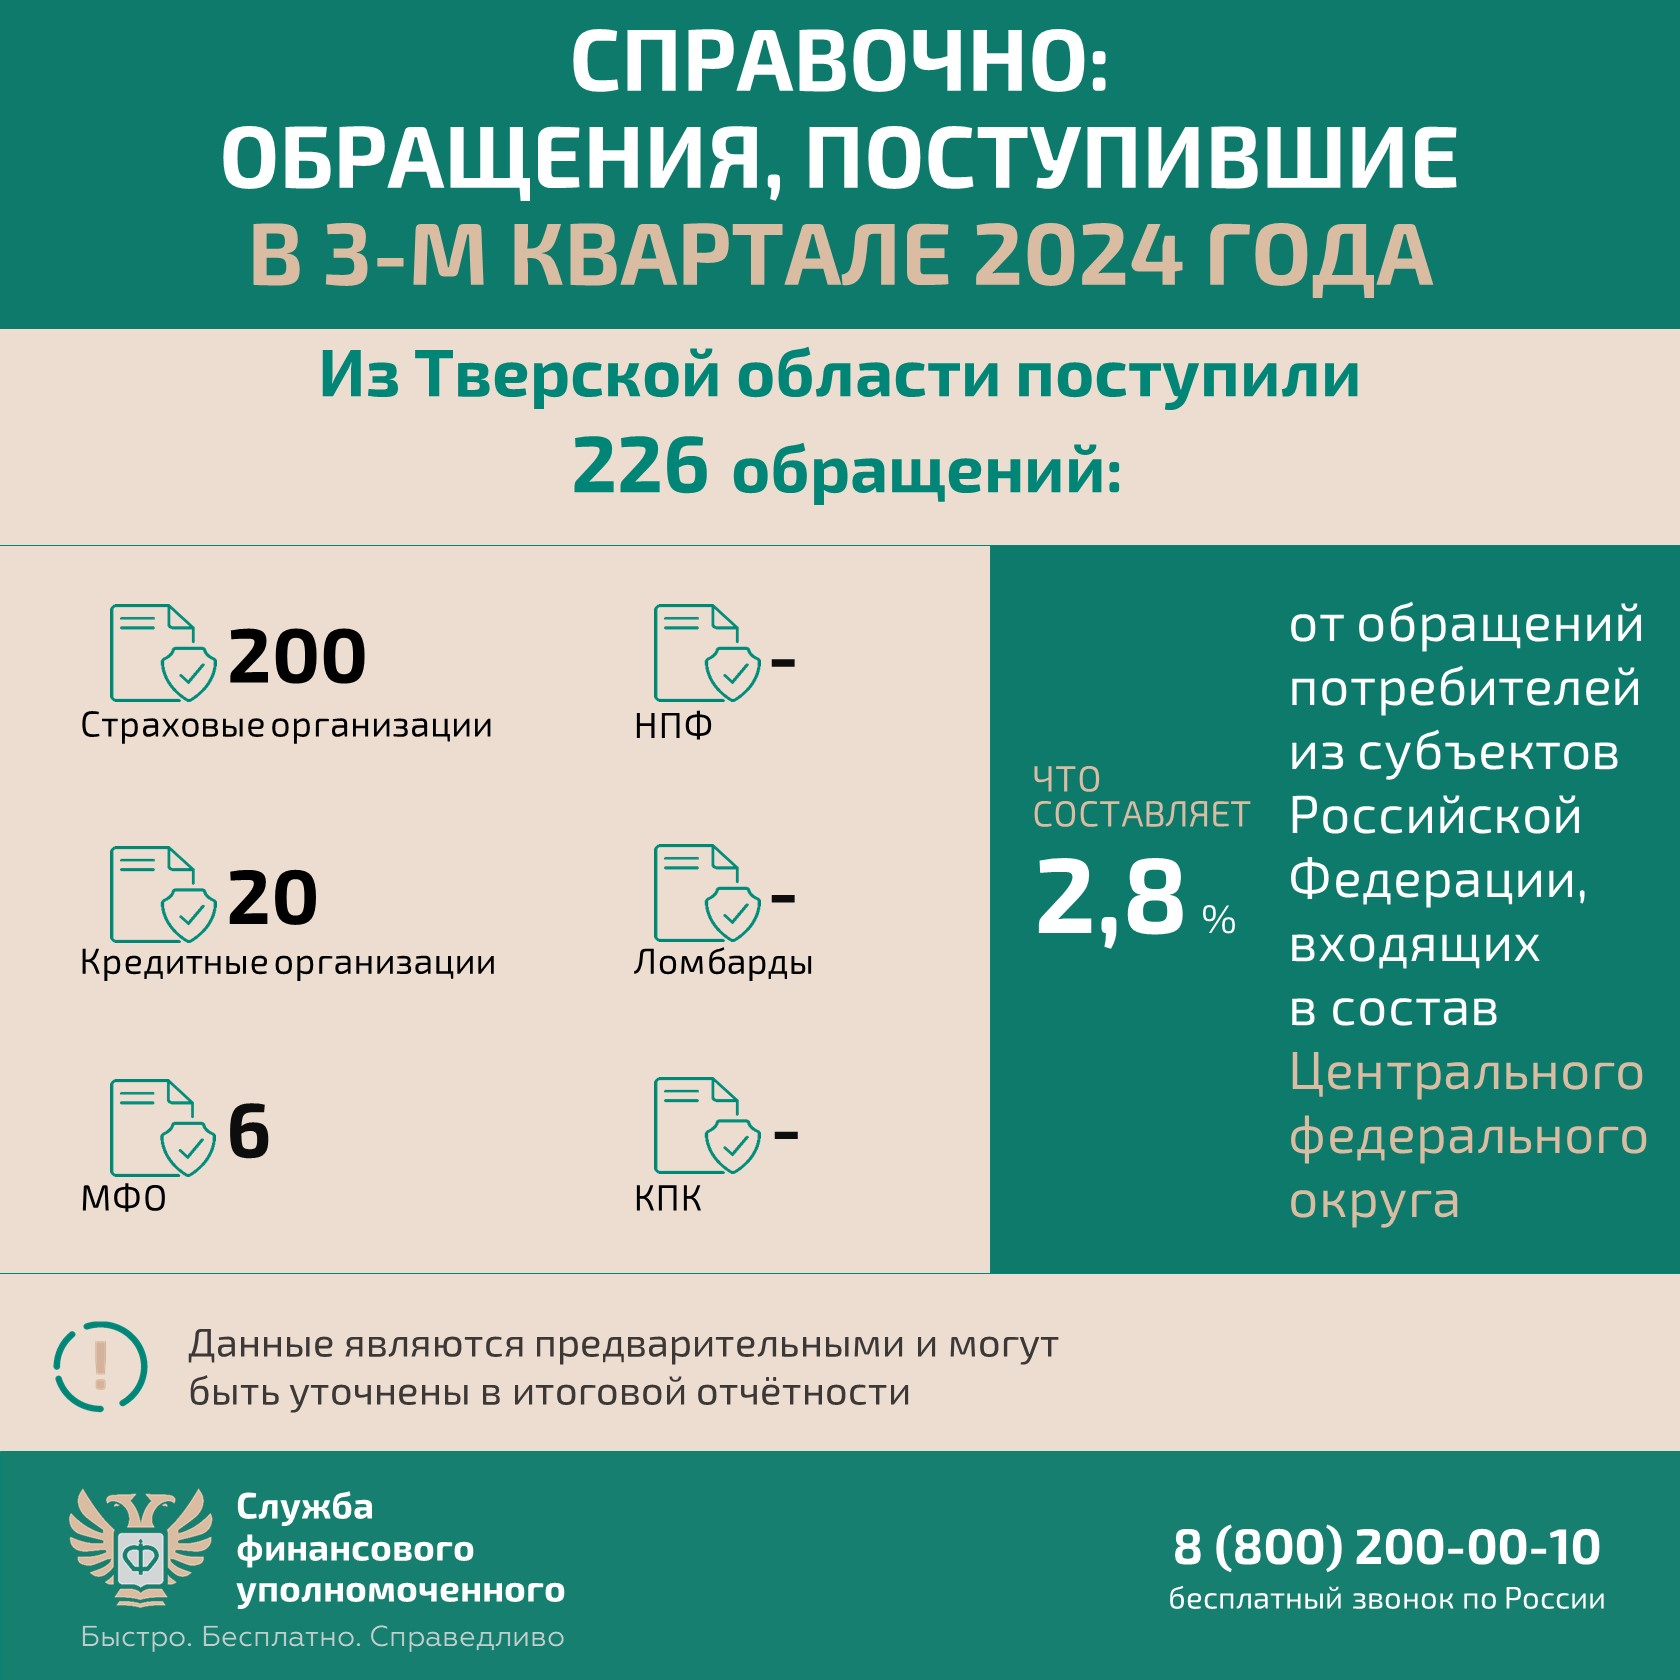 СПРАВОЧНО:
ОБРАЩЕНИЯ, ПОСТУПИВШИЕ
В 3-М КВАРТАЛЕ 2024 ГОДА
Из Тверской области поступили
226 обращений:
200
Страховые организации
-
НПФ
20
Кредитные организации
-
Ломбарды
6
МФО
-
КПК
ЧТО
СОСТАВЛЯЕТ
2,8 %
от обращений
потребителей
из субъектов
Российской
Федерации,
входящих
в состав
Центрального
федерального
округа
!
Данные являются предварительными и могут
быть уточнены в итоговой отчётности
Ф
Служба
финансового
уполномоченного
Быстро. Бесплатно. Справедливо
8 (800) 200-00-10
бесплатный звонок по России